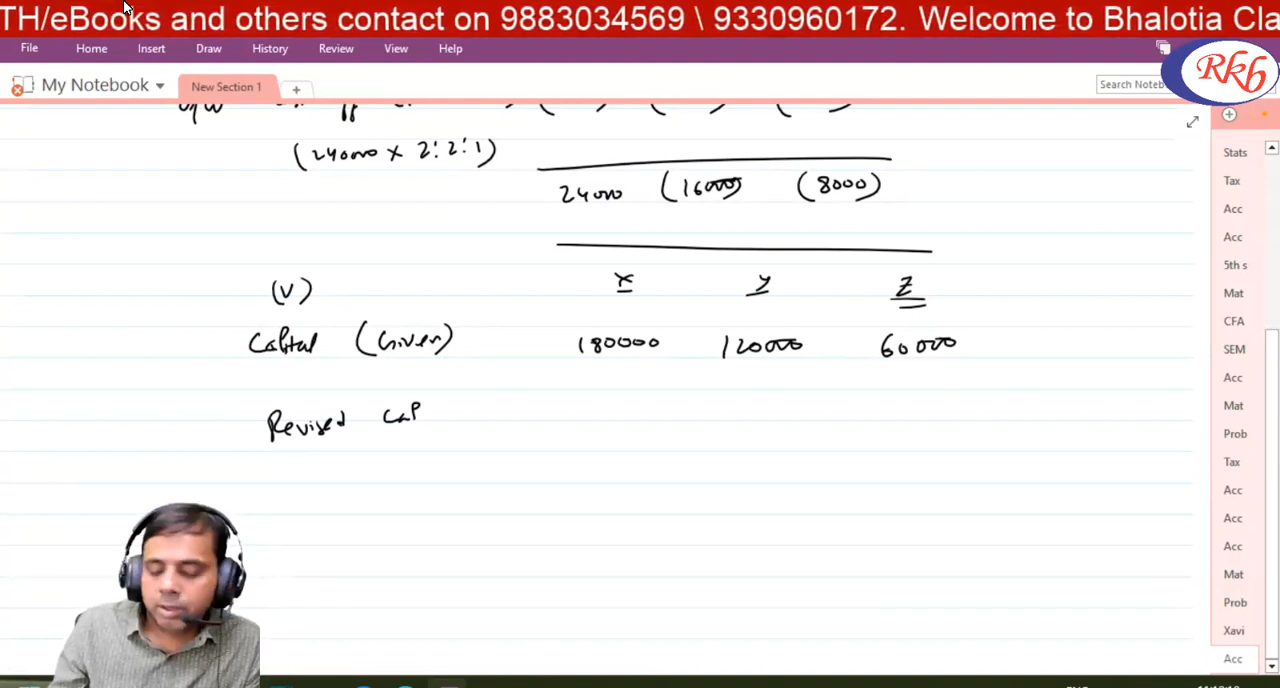 TH/eBooks and others contact on 9883034569 \ 9330960172. Welcome to Bhalotia Cla
File Home Insert Draw History Review View Help
Rkb
My Notebook New Section 1 + Search Noteb
(24000 x 2:2:1)
24000 (16000) (8000)
(V) X Y Z
Capital (Given) 180000 120000 60000
Revised Cap
Stats
Tax
Acc
Acc
5th s
Mat
CFA
SEM
Acc
Mat
Prob
Tax
Acc
Acc
Acc
Mat
Prob
Xavi
Acc